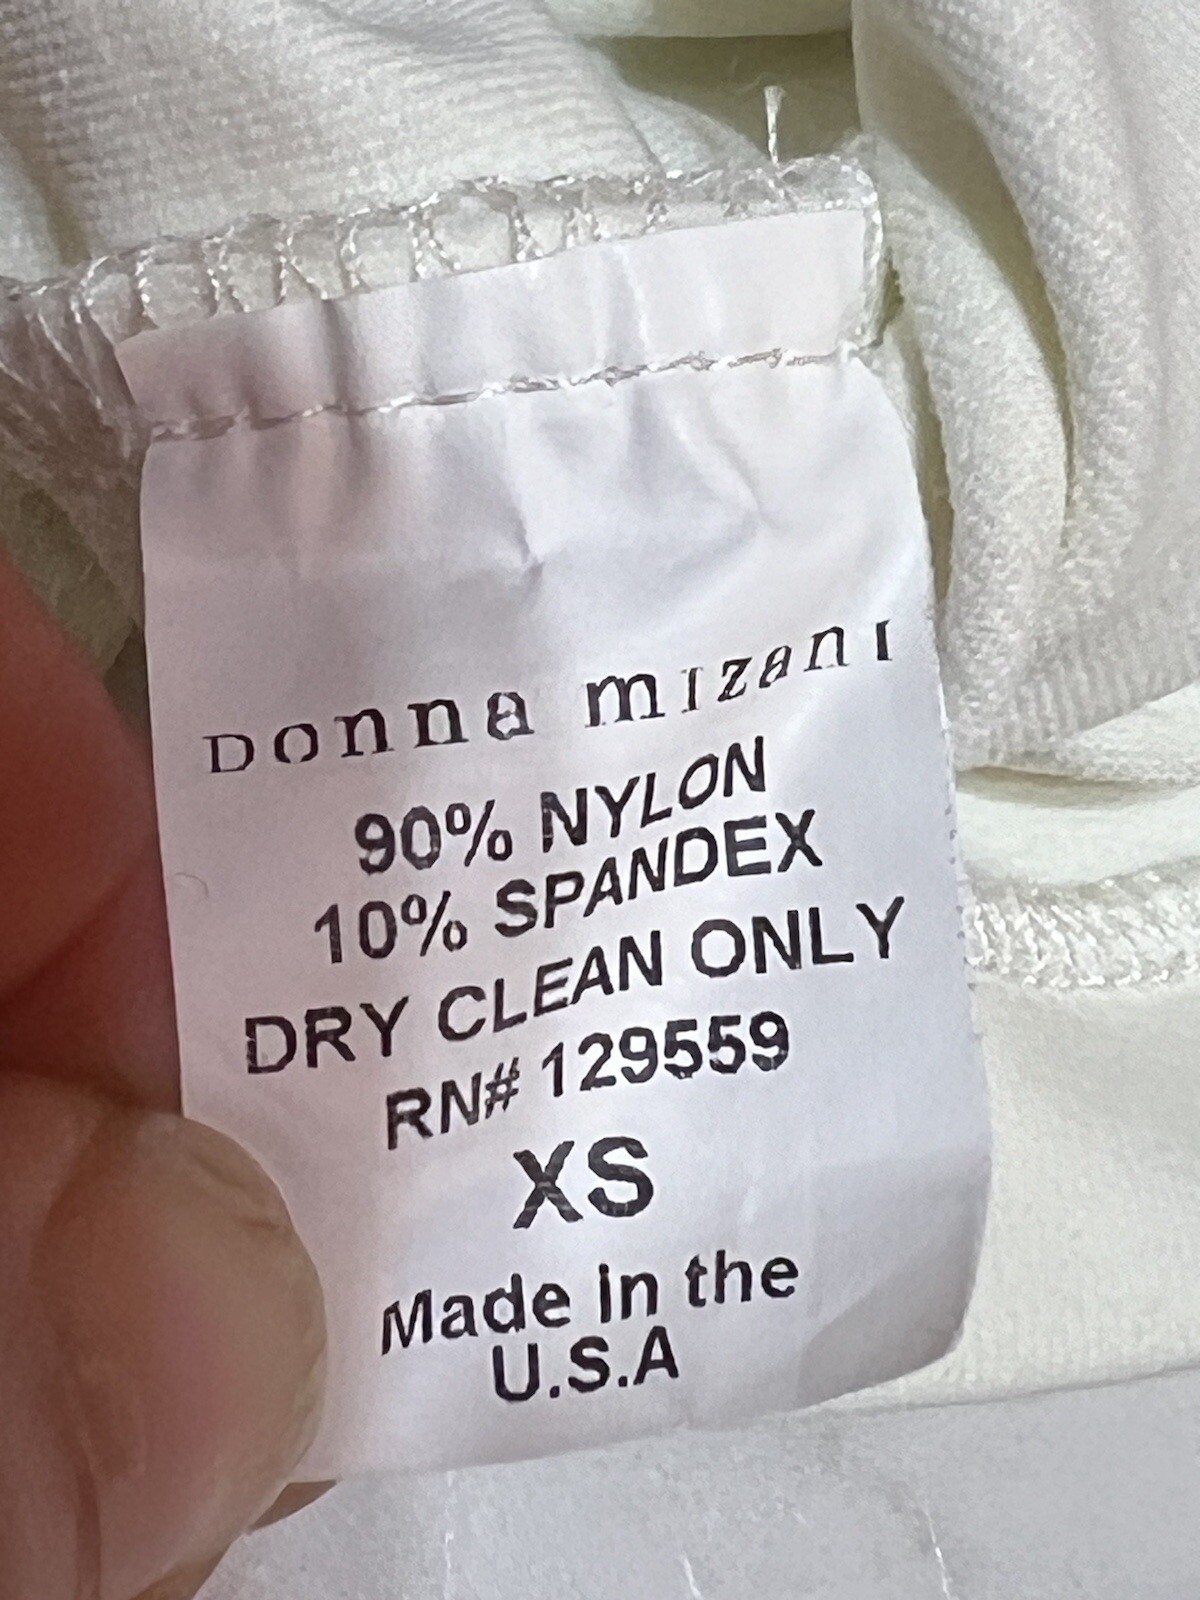 Donna mizani
90% NYLON
10% SPANDEX
DRY CLEAN ONLY
RN# 129559
XS
Made in the
U.S.A